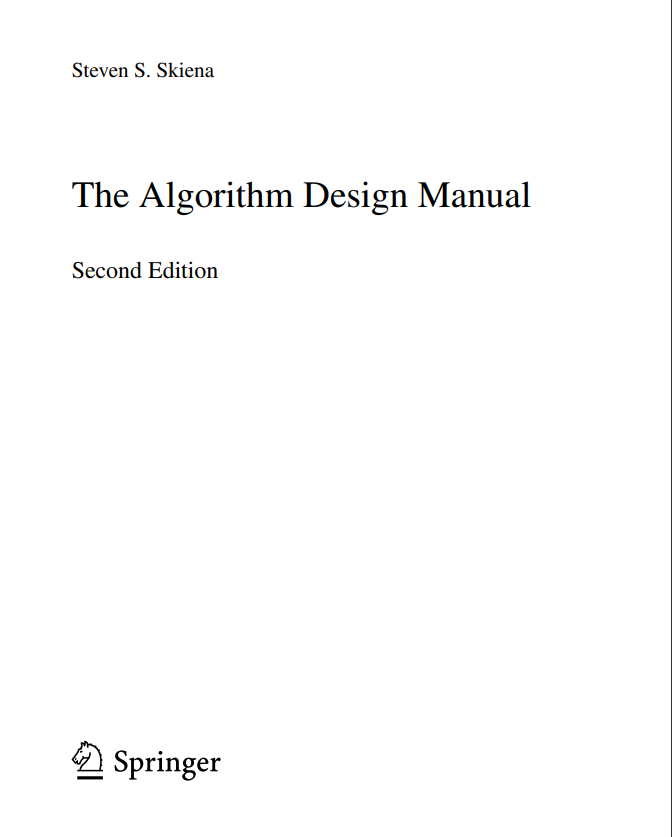 Steven S. Skiena
The Algorithm Design Manual
Second Edition
Springer